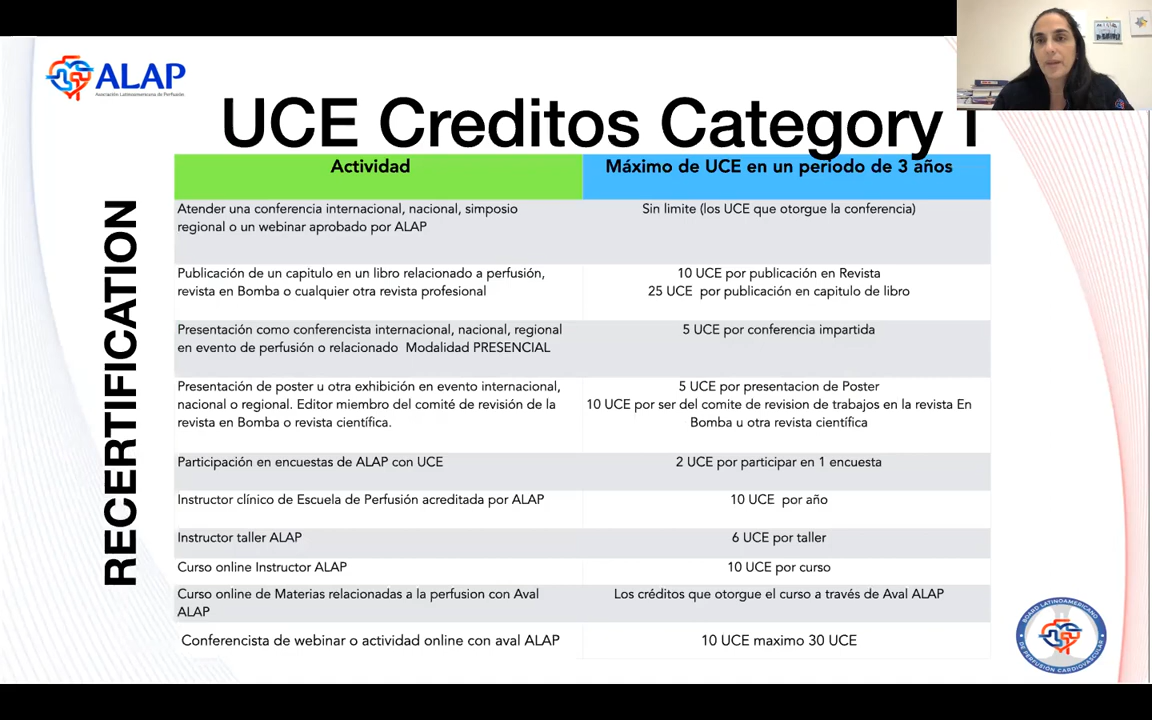 ALAP
Asociación Latinoamericana de Perfusión
UCE Creditos Category I
RECERTIFICATION
Actividad
Máximo de UCE en un periodo de 3 años
Atender una conferencia internacional, nacional, simposio
regional o un webinar aprobado por ALAP
Sin limite (los UCE que otorgue la conferencia)
Publicación de un capitulo en un libro relacionado a perfusión,
revista en Bomba o cualquier otra revista profesional
10 UCE por publicación en Revista
25 UCE por publicación en capitulo de libro
Presentación como conferencista internacional, nacional, regional
en evento de perfusión o relacionado Modalidad PRESENCIAL
5 UCE por conferencia impartida
Presentación de poster u otra exhibición en evento internacional,
nacional o regional. Editor miembro del comité de revisión de la
revista en Bomba o revista científica.
5 UCE por presentacion de Poster
10 UCE por ser del comite de revision de trabajos en la revista En
Bomba u otra revista científica
Participación en encuestas de ALAP con UCE
2 UCE por participar en 1 encuesta
Instructor clínico de Escuela de Perfusión acreditada por ALAP
10 UCE por año
Instructor taller ALAP
6 UCE por taller
Curso online Instructor ALAP
10 UCE por curso
Curso online de Materias relacionadas a la perfusion con Aval
ALAP
Los créditos que otorgue el curso a través de Aval ALAP
Conferencista de webinar o actividad online con aval ALAP
10 UCE maximo 30 UCE
BOARD LATINOAMERICANO
DE PERFUSIÓN CARDIOVASCULAR